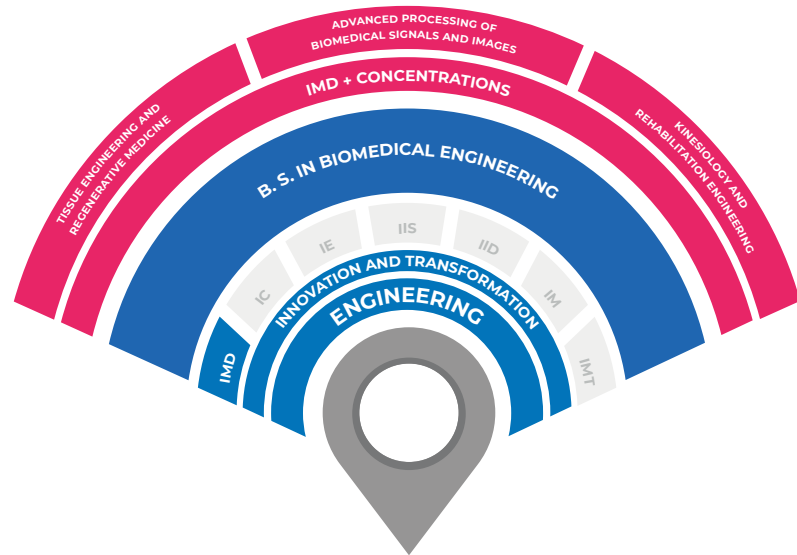 ADVANCED PROCESSING OF
BIOMEDICAL SIGNALS AND IMAGES
TISSUE ENGINEERING AND
REGENERATIVE MEDICINE
KINESIOLOGY AND
REHABILITATION ENGINEERING
IMD + CONCENTRATIONS
B. S. IN BIOMEDICAL ENGINEERING
IMD
IC
IE
IIS
IID
IM
IMT
INNOVATION AND TRANSFORMATION
ENGINEERING